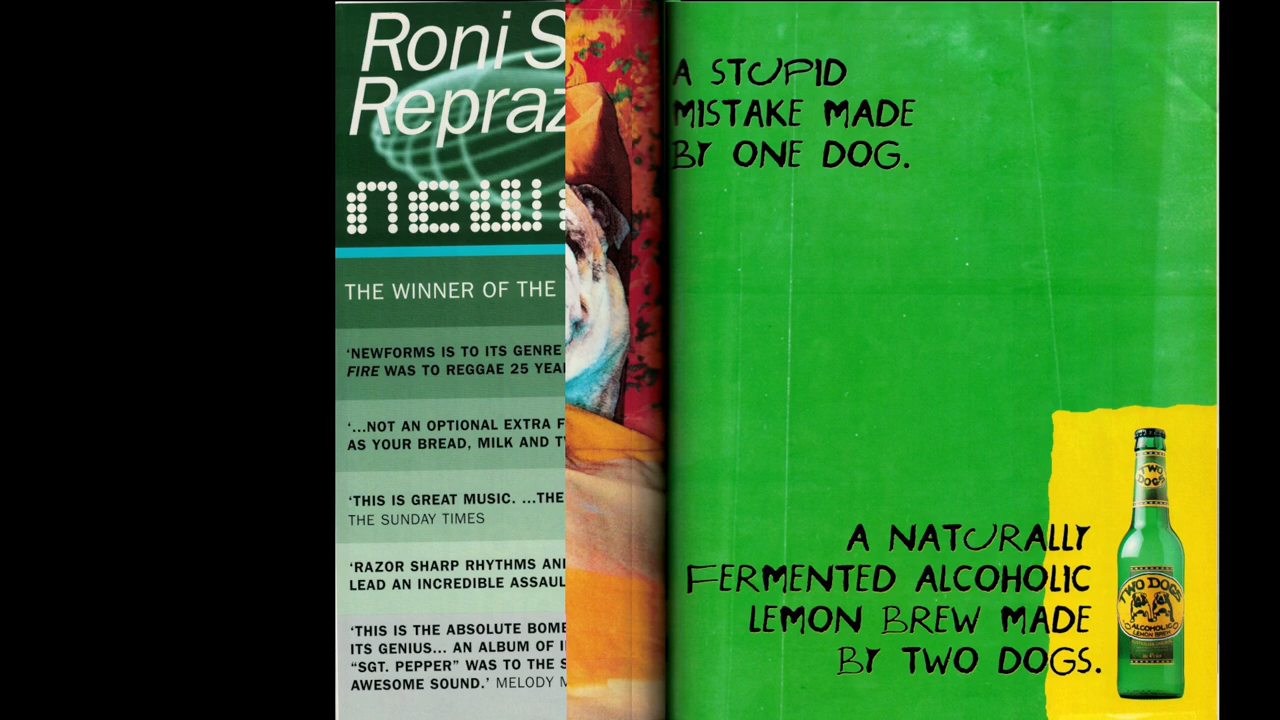 Roni S
Repraz
new
THE WINNER OF THE
‘NEWFORMS IS TO ITS GENRE
FIRE WAS TO REGGAE 25 YEA
‘...NOT AN OPTIONAL EXTRA F
AS YOUR BREAD, MILK AND T
‘THIS IS GREAT MUSIC. ...THE
THE SUNDAY TIMES
‘RAZOR SHARP RHYTHMS AN
LEAD AN INCREDIBLE ASSAUL
‘THIS IS THE ABSOLUTE BOMB
ITS GENIUS... AN ALBUM OF I
“SGT. PEPPER” WAS TO THE S
AWESOME SOUND.’ MELODY M
A STUPID
MISTAKE MADE
BY ONE DOG.
A NATURALLY
FERMENTED ALCOHOLIC
LEMON BREW MADE
BY TWO DOGS.
TWO
DOGS
TWO DOGS
ALCOHOLIC
LEMON BREW